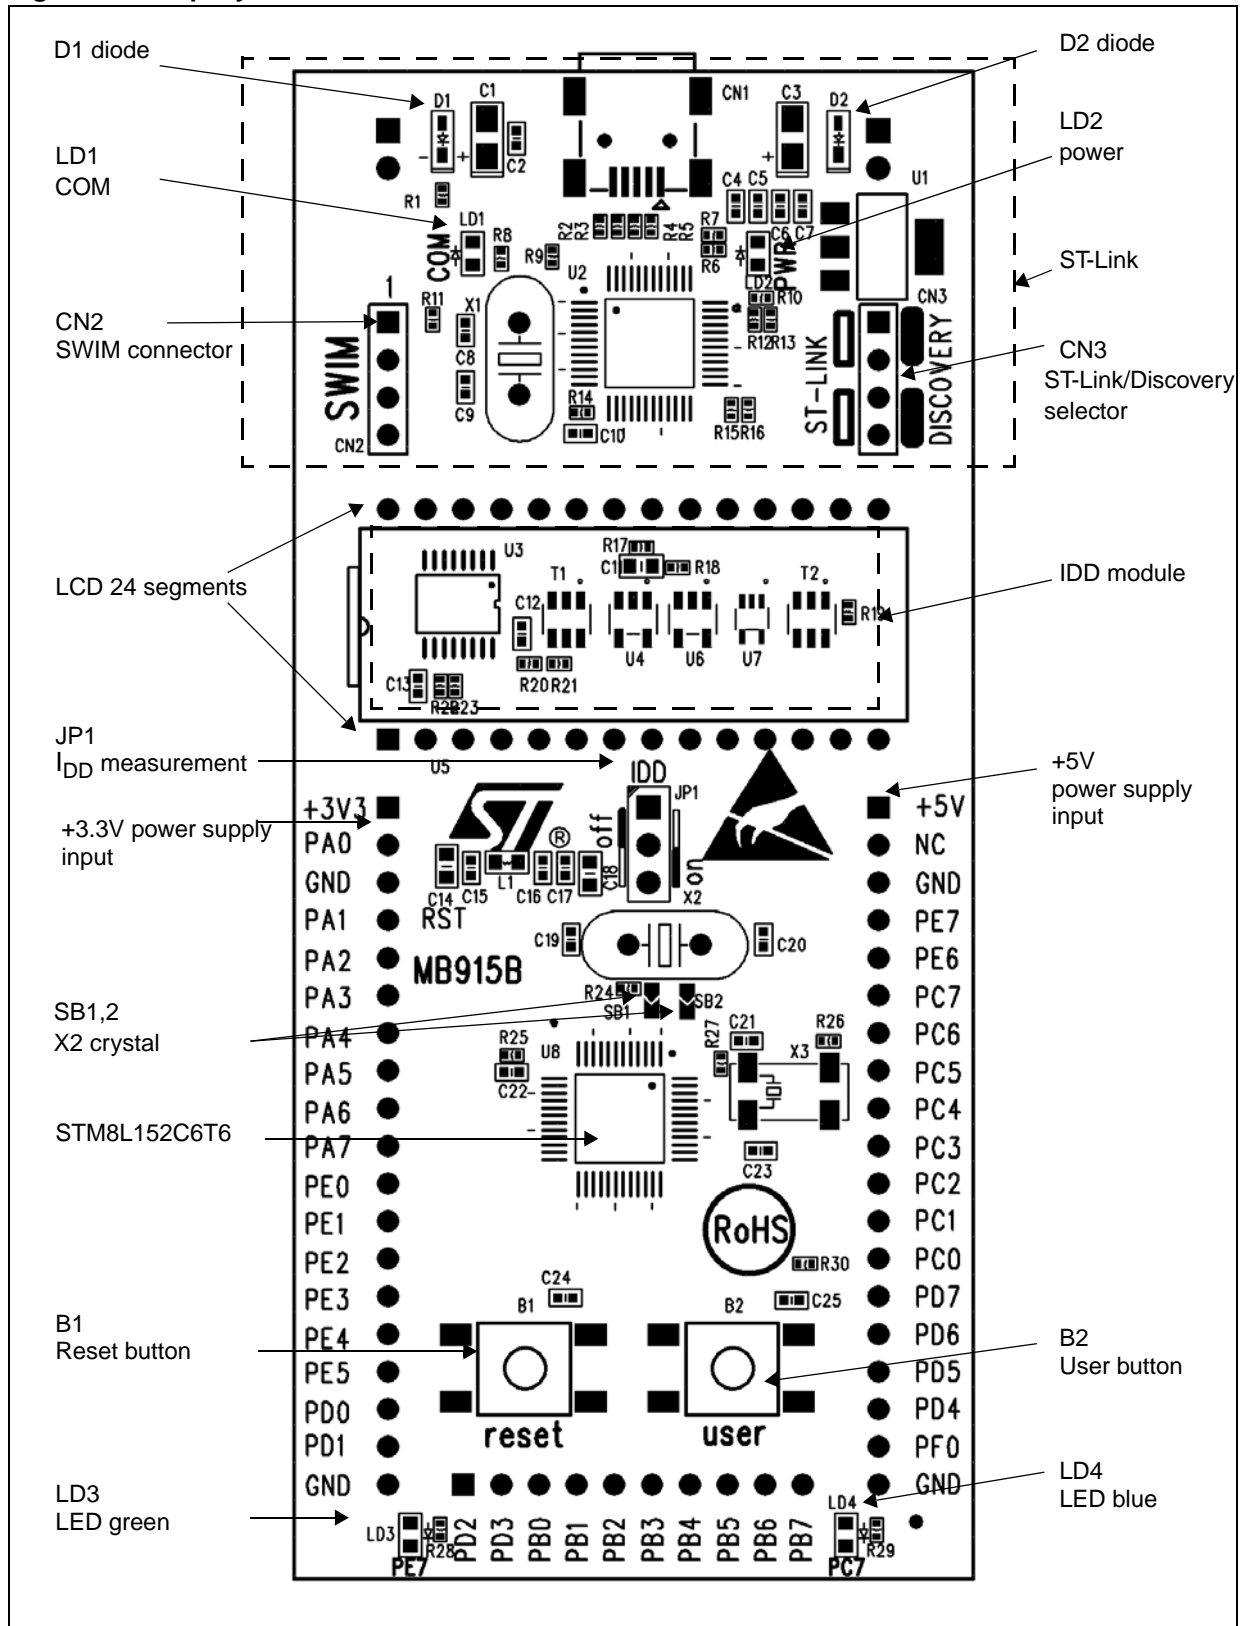 D1 diode
D2 diode
LD1
COM
LD2
power
ST-Link
CN2
SWIM connector
CN3
ST-Link/Discovery
selector
LCD 24 segments
IDD module
JP1
IDD measurement
+5V
power supply
input
+3.3V power supply
input
SB1,2
X2 crystal
STM8L152C6T6
B1
Reset button
B2
User button
LD3
LED green
LD4
LED blue
D1
C1
C2
CN1
C3
D2
U1
R1
LD1
COM
R8
R9
R2
R3
R4
R5
C4
C5
C6
C7
R7
R6
PWR
LD2
R10
R12
R13
CN3
1
SWIM
CN2
R11
X1
C8
C9
U2
R14
C10
R15
R16
ST-LINK
DISCOVERY
U3
R17
C1
R18
T1
T2
R19
C12
U4
U6
U7
C13
R20
R21
R23
U5
IDD
JP1
off
on
®
C14
C15
L1
C16
C17
C18
X2
RST
C19
C20
MB915B
R24
SB1
SB2
R25
U8
C22
R27
C21
R26
X3
C23
RoHS
R30
C24
B1
B2
C25
reset
user
+3V3
PA0
GND
PA1
PA2
PA3
PA4
PA5
PA6
PA7
PE0
PE1
PE2
PE3
PE4
PE5
PD0
PD1
GND
+5V
NC
GND
PE7
PE6
PC7
PC6
PC5
PC4
PC3
PC2
PC1
PC0
PD7
PD6
PD5
PD4
PF0
GND
PD2
PD3
PB0
PB1
PB2
PB3
PB4
PB5
PB6
PB7
LD3
R28
PE7
LD4
R29
PC7